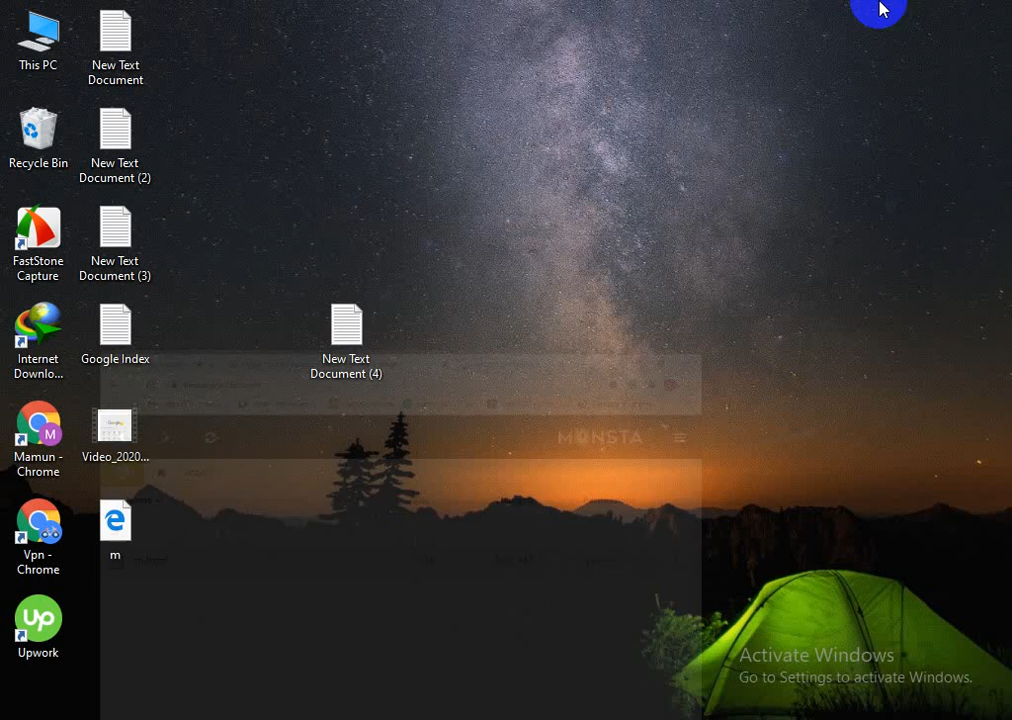 This PC
New Text
Document
Recycle Bin
New Text
Document (2)
FastStone
Capture
New Text
Document (3)
Internet
Downlo...
Google Index
New Text
Document (4)
MONSTA
Mamun -
Chrome
M
Video_2020...
Vpn -
Chrome
m
Up
Upwork
Activate Windows
Go to Settings to activate Windows.